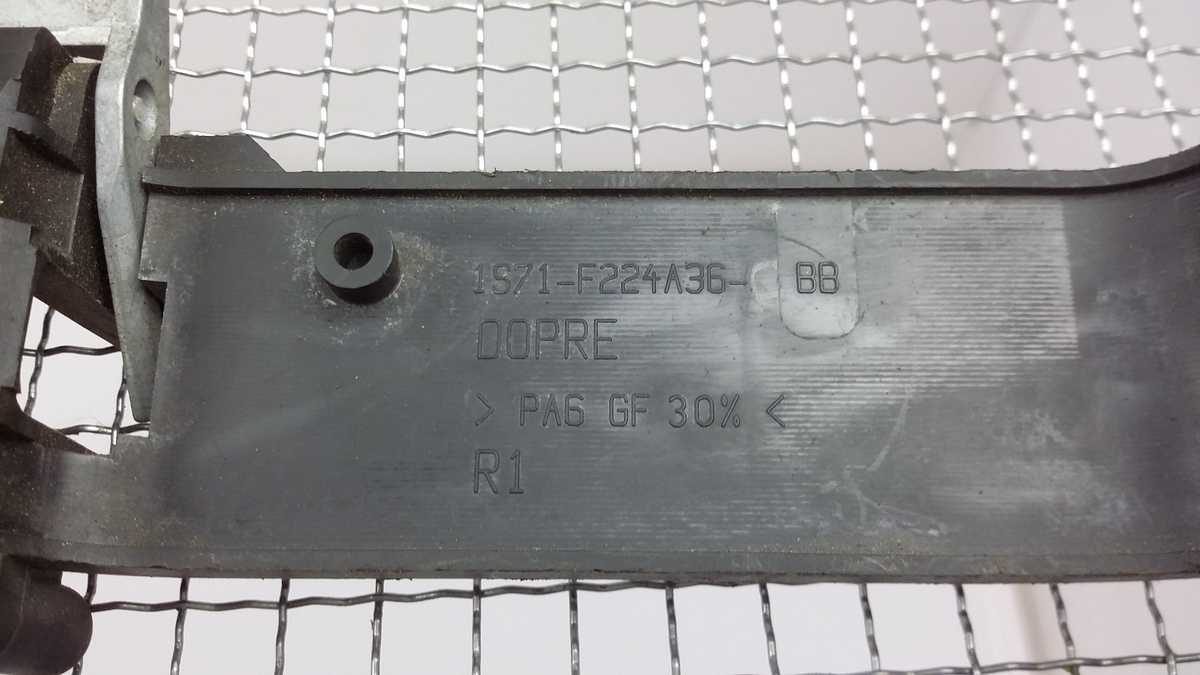 1S71-F224A36- BB
DOPRE
> PA6 GF 30% <
R1